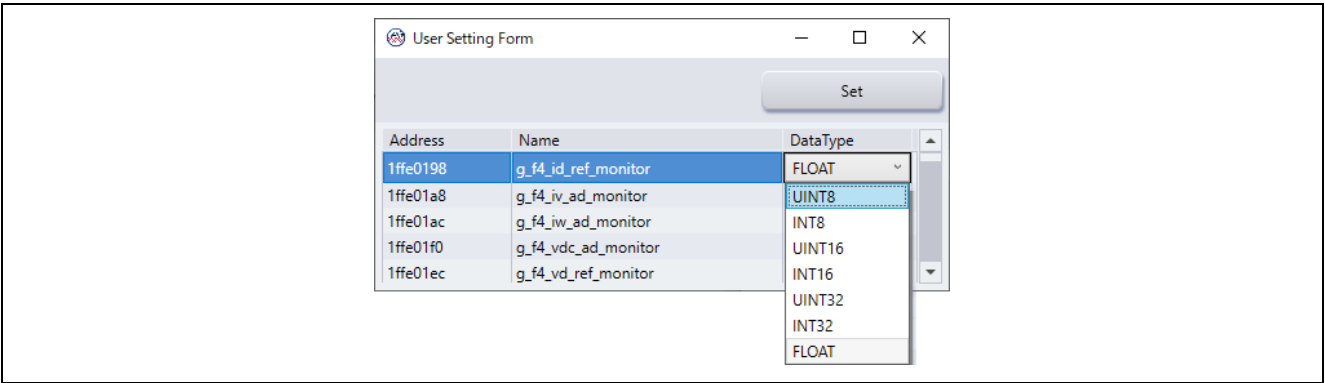 User Setting Form
Set
Address Name DataType
1ffe0198 g_f4_id_ref_monitor FLOAT
1ffe01a8 g_f4_iv_ad_monitor UINT8
1ffe01ac g_f4_iw_ad_monitor INT8
1ffe01f0 g_f4_vdc_ad_monitor UINT16
1ffe01ec g_f4_vd_ref_monitor INT16
UINT32
INT32
FLOAT